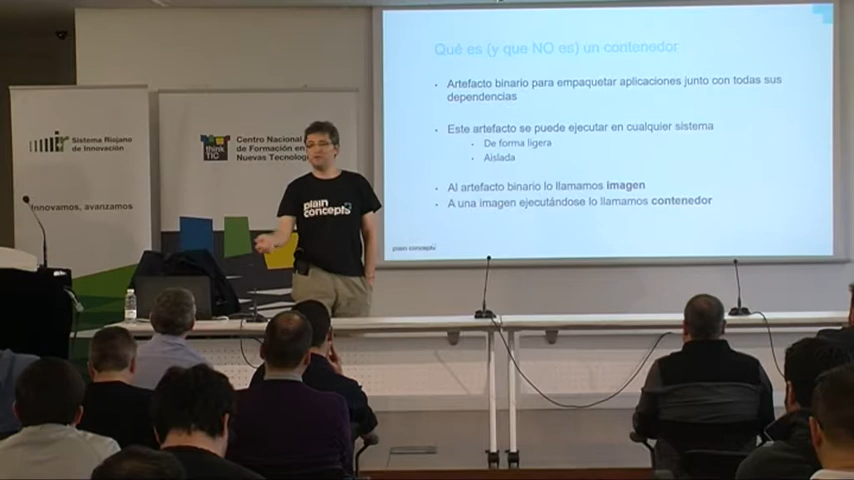 Qué es (y que NO es) un contenedor
Artefacto binario para empaquetar aplicaciones junto con todas sus
dependencias
Este artefacto se puede ejecutar en cualquier sistema
De forma ligera
Aislada
Al artefacto binario lo llamamos imagen
A una imagen ejecutándose lo llamamos contenedor
plain concepts
Sistema Riojano
de Innovación
Innovamos, avanzamos
think
TIC
Centro Nacional
de Formación en
Nuevas
plain
concepts